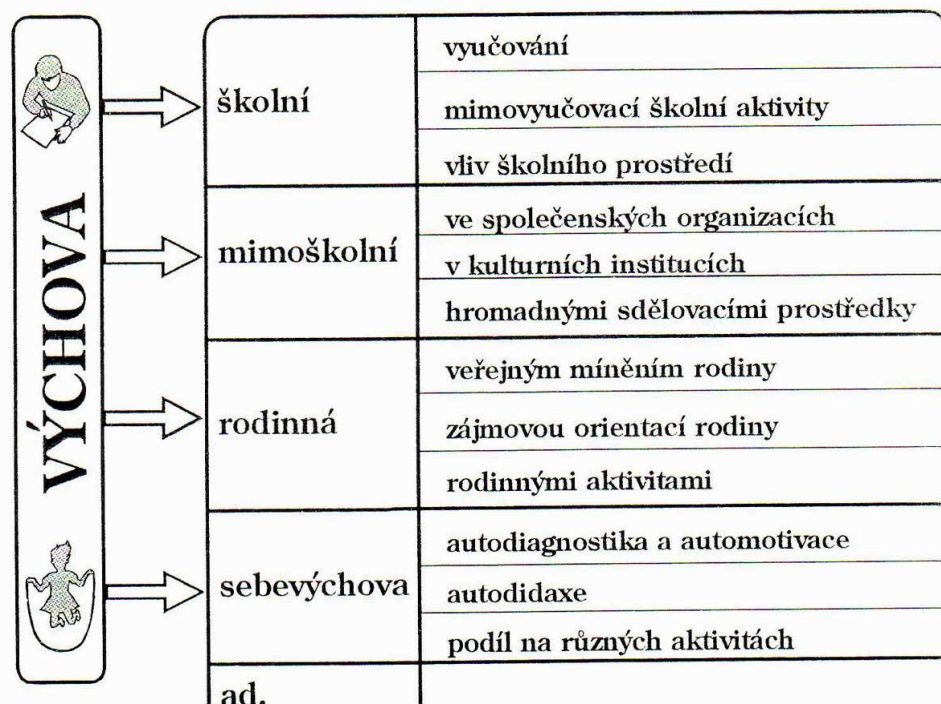 VÝCHOVA
školní
vyučování
mimovyučovací školní aktivity
vliv školního prostředí
mimoškolní
ve společenských organizacích
v kulturních institucích
hromadnými sdělovacími prostředky
rodinná
veřejným míněním rodiny
zájmovou orientací rodiny
rodinnými aktivitami
sebevýchova
autodiagnostika a automotivace
autodidaxe
podíl na různých aktivitách
ad.